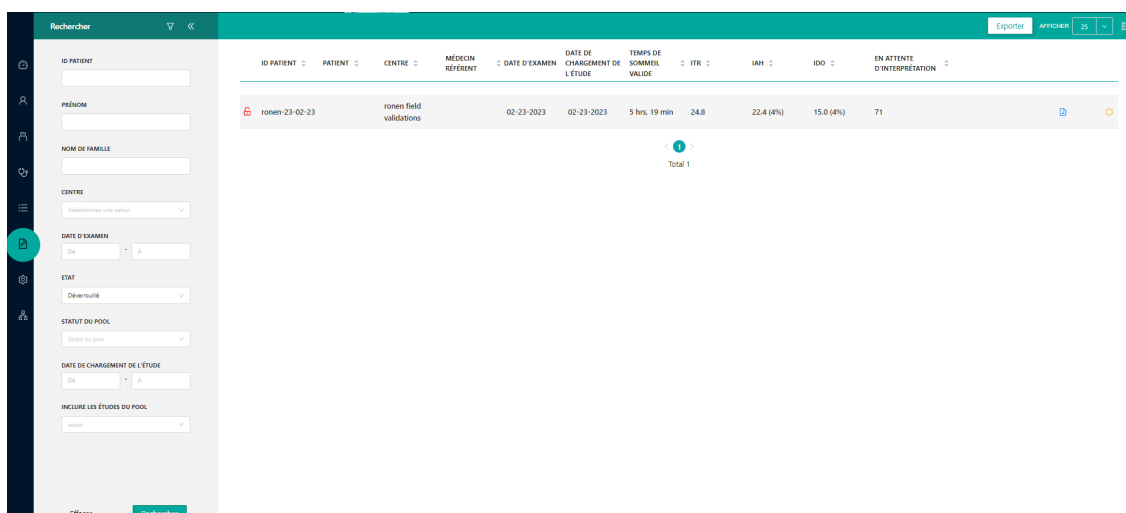 Rechercher
Exporter
AFFICHER
25
ID PATIENT
PRÉNOM
NOM DE FAMILLE
CENTRE
Sélectionnez une valeur
DATE D'EXAMEN
De - A
ETAT
Déverrouillé
STATUT DU POOL
Statut du pool
DATE DE CHARGEMENT DE L'ÉTUDE
De - A
INCLURE LES ÉTUDES DU POOL
select
Effacer
Rechercher
ID PATIENT
PATIENT
CENTRE
MÉDECIN
RÉFÉRENT
DATE D'EXAMEN
DATE DE
CHARGEMENT DE
L'ÉTUDE
TEMPS DE
SOMMEIL
VALIDE
ITR
IAH
IDO
EN ATTENTE
D'INTERPRÉTATION
ronen-23-02-23
ronen field
validations
02-23-2023
02-23-2023
5 hrs, 19 min
24.8
22.4 (4%)
15.0 (4%)
71
1
Total 1